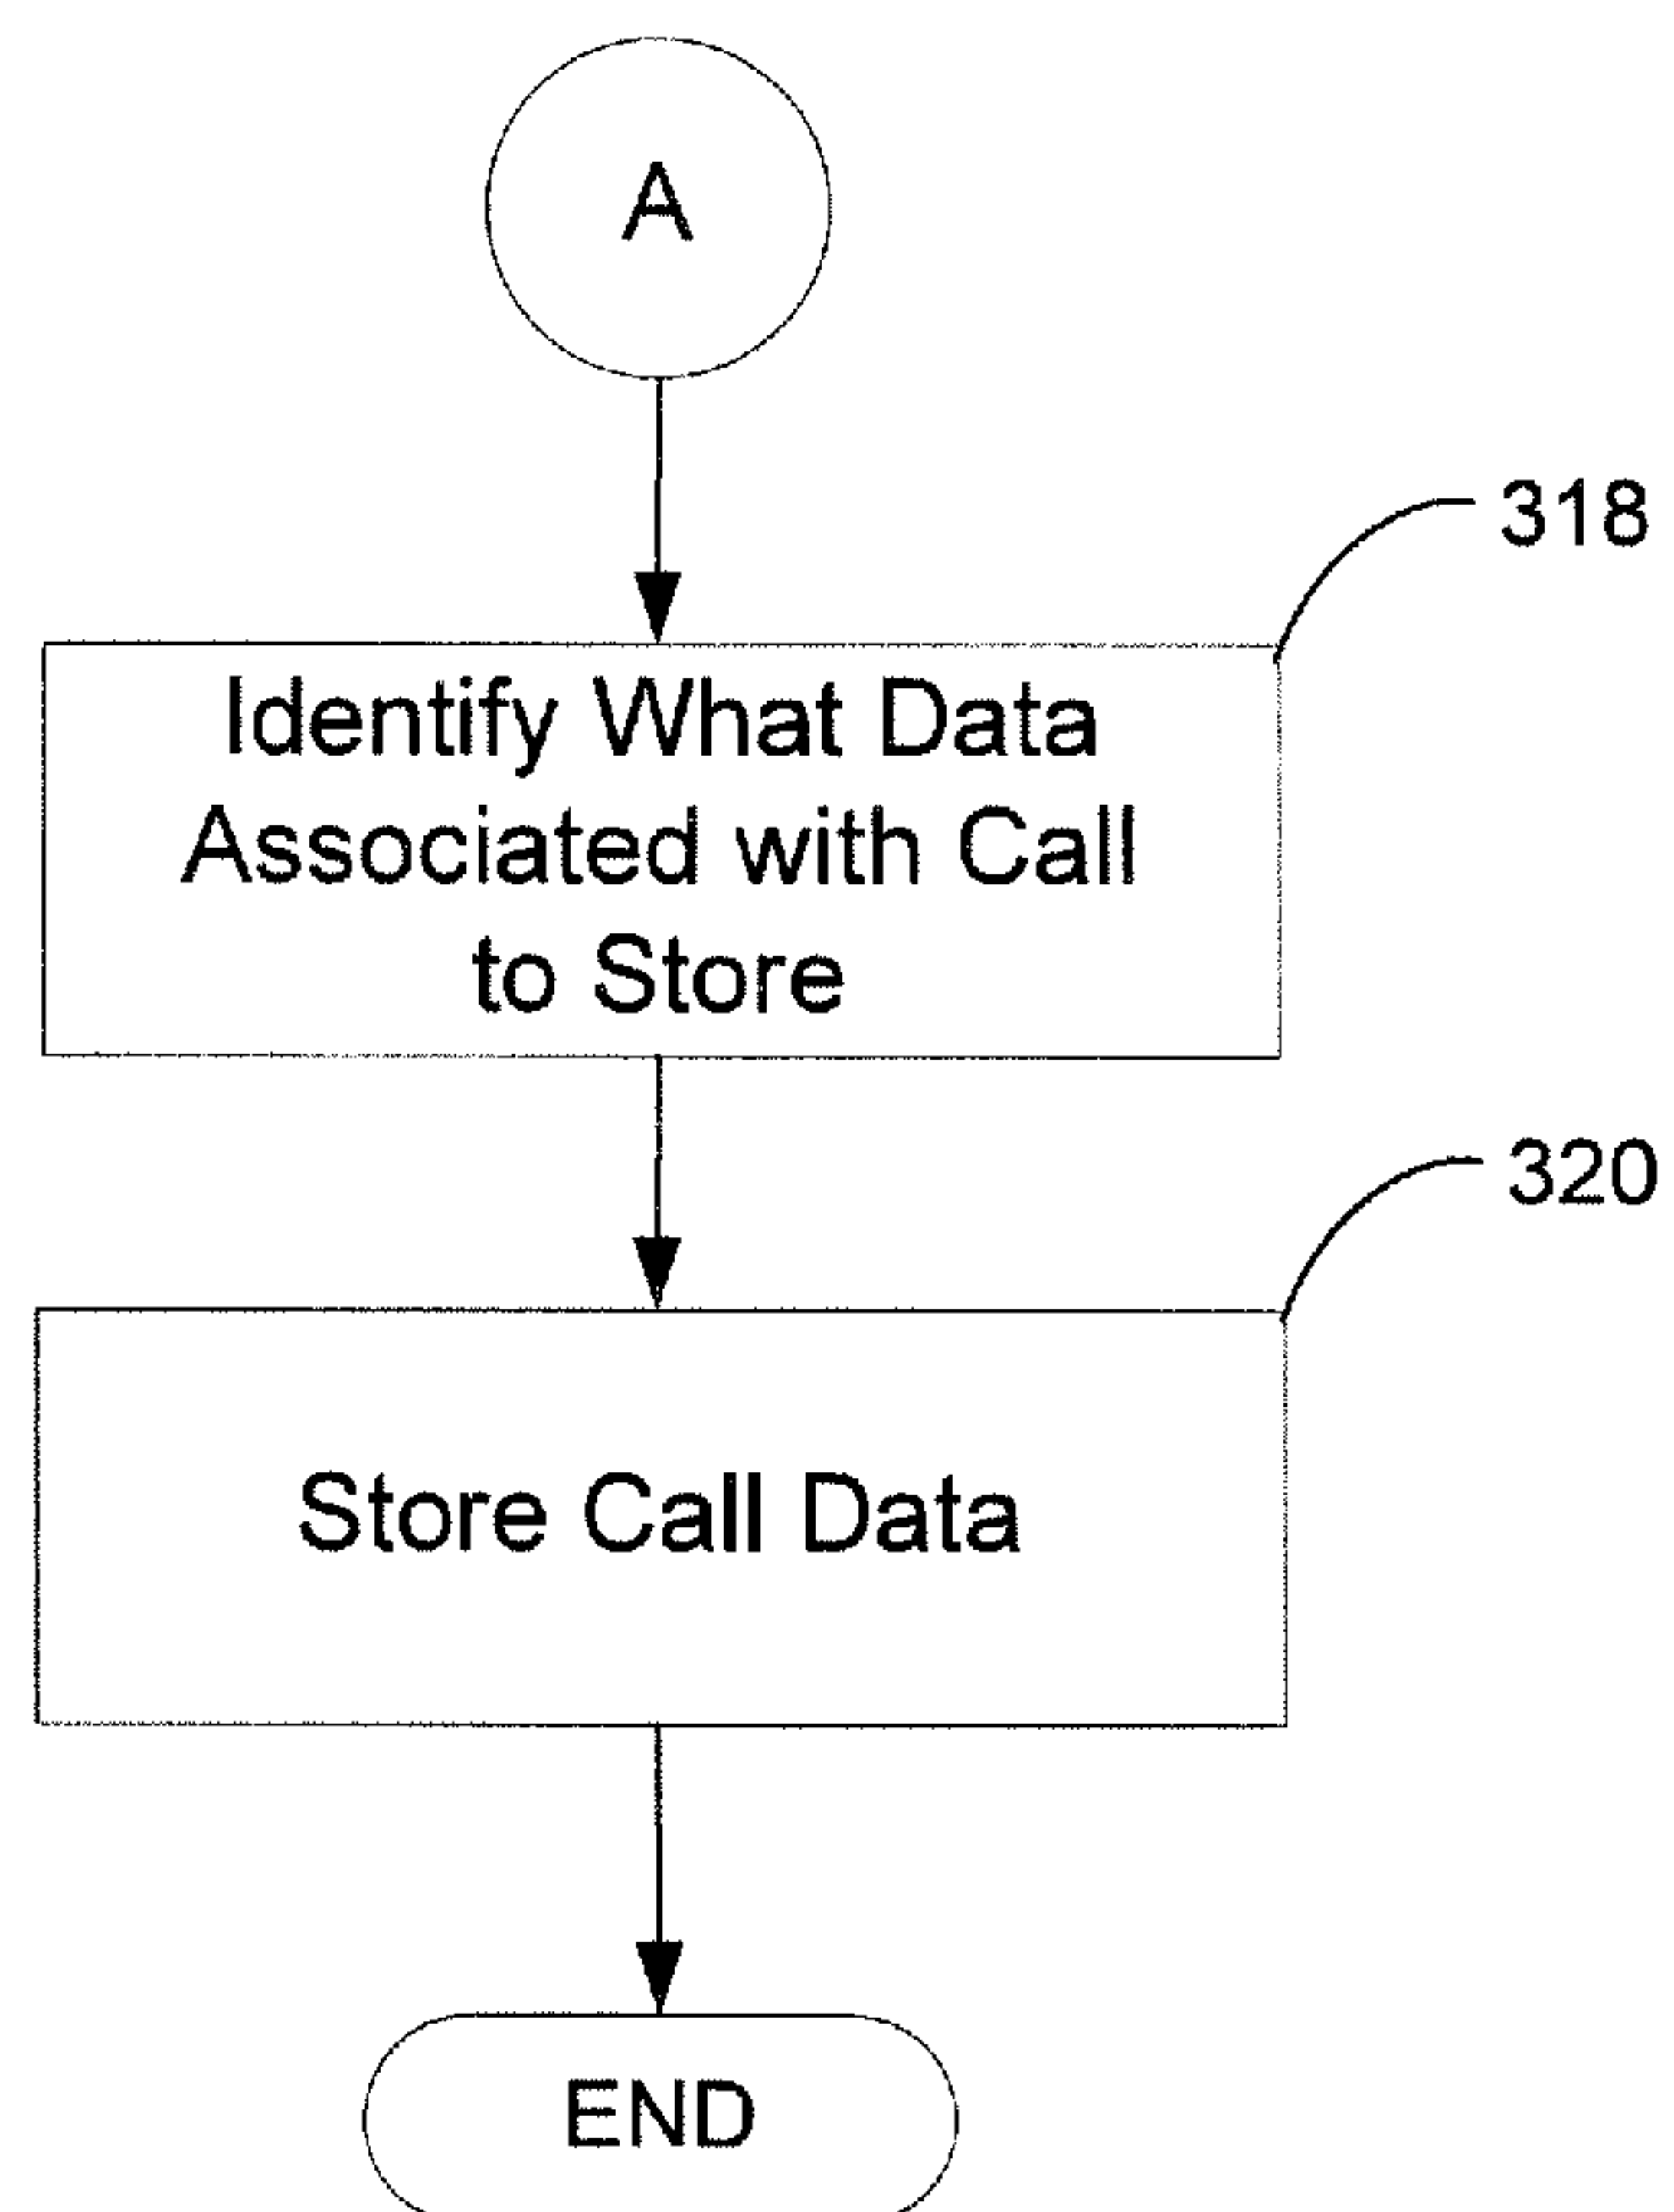 A
318
Identify What Data
Associated with Call
to Store
320
Store Call Data
END